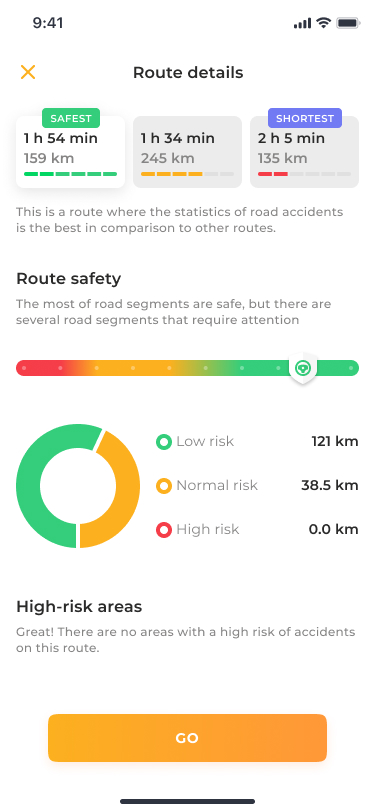 9:41
Route details
SAFEST
1 h 54 min
159 km
1 h 34 min
245 km
SHORTEST
2 h 5 min
135 km
This is a route where the statistics of road accidents
is the best in comparison to other routes.
Route safety
The most of road segments are safe, but there are
several road segments that require attention
Low risk 121 km
Normal risk 38.5 km
High risk 0.0 km
High-risk areas
Great! There are no areas with a high risk of accidents
on this route.
GO